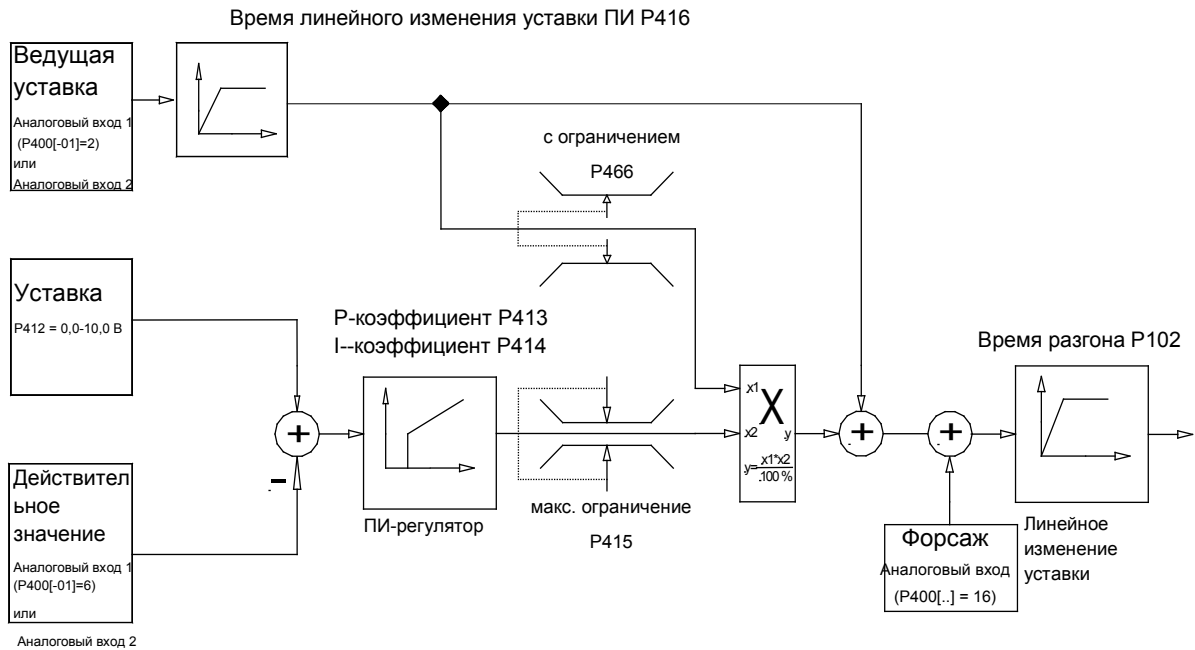 Время линейного изменения уставки ПИ P416
Ведущая
уставка
Аналоговый вход 1
(P400[-01]=2)
или
Аналоговый вход 2
с ограничением
P466
Уставка
P412 = 0,0-10,0 В
P-коэффициент P413
I--коэффициент P414
Время разгона P102
x1
X
x2
y
y=x1*x2
100 %
+
+
+
-
Действител
ьное
значение
Аналоговый вход 1
(P400[-01]=6)
или
Аналоговый вход 2
ПИ-регулятор
макс. ограничение
P415
Форсаж
Аналоговый вход
(P400[..] = 16)
Линейное
изменение
уставки